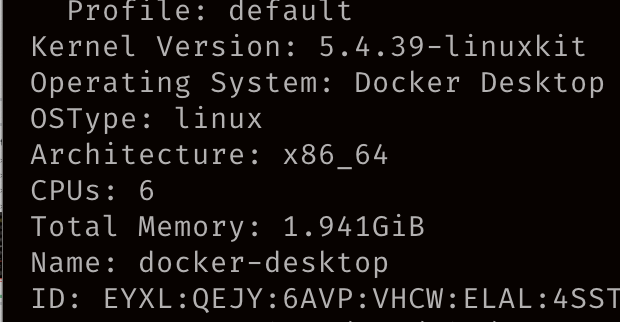 Profile: default
Kernel Version: 5.4.39-linuxkit
Operating System: Docker Desktop
OSType: linux
Architecture: x86_64
CPUs: 6
Total Memory: 1.941GiB
Name: docker-desktop
ID: EYXL:QEJY:6AVP:VHCW:ELAL:4SST